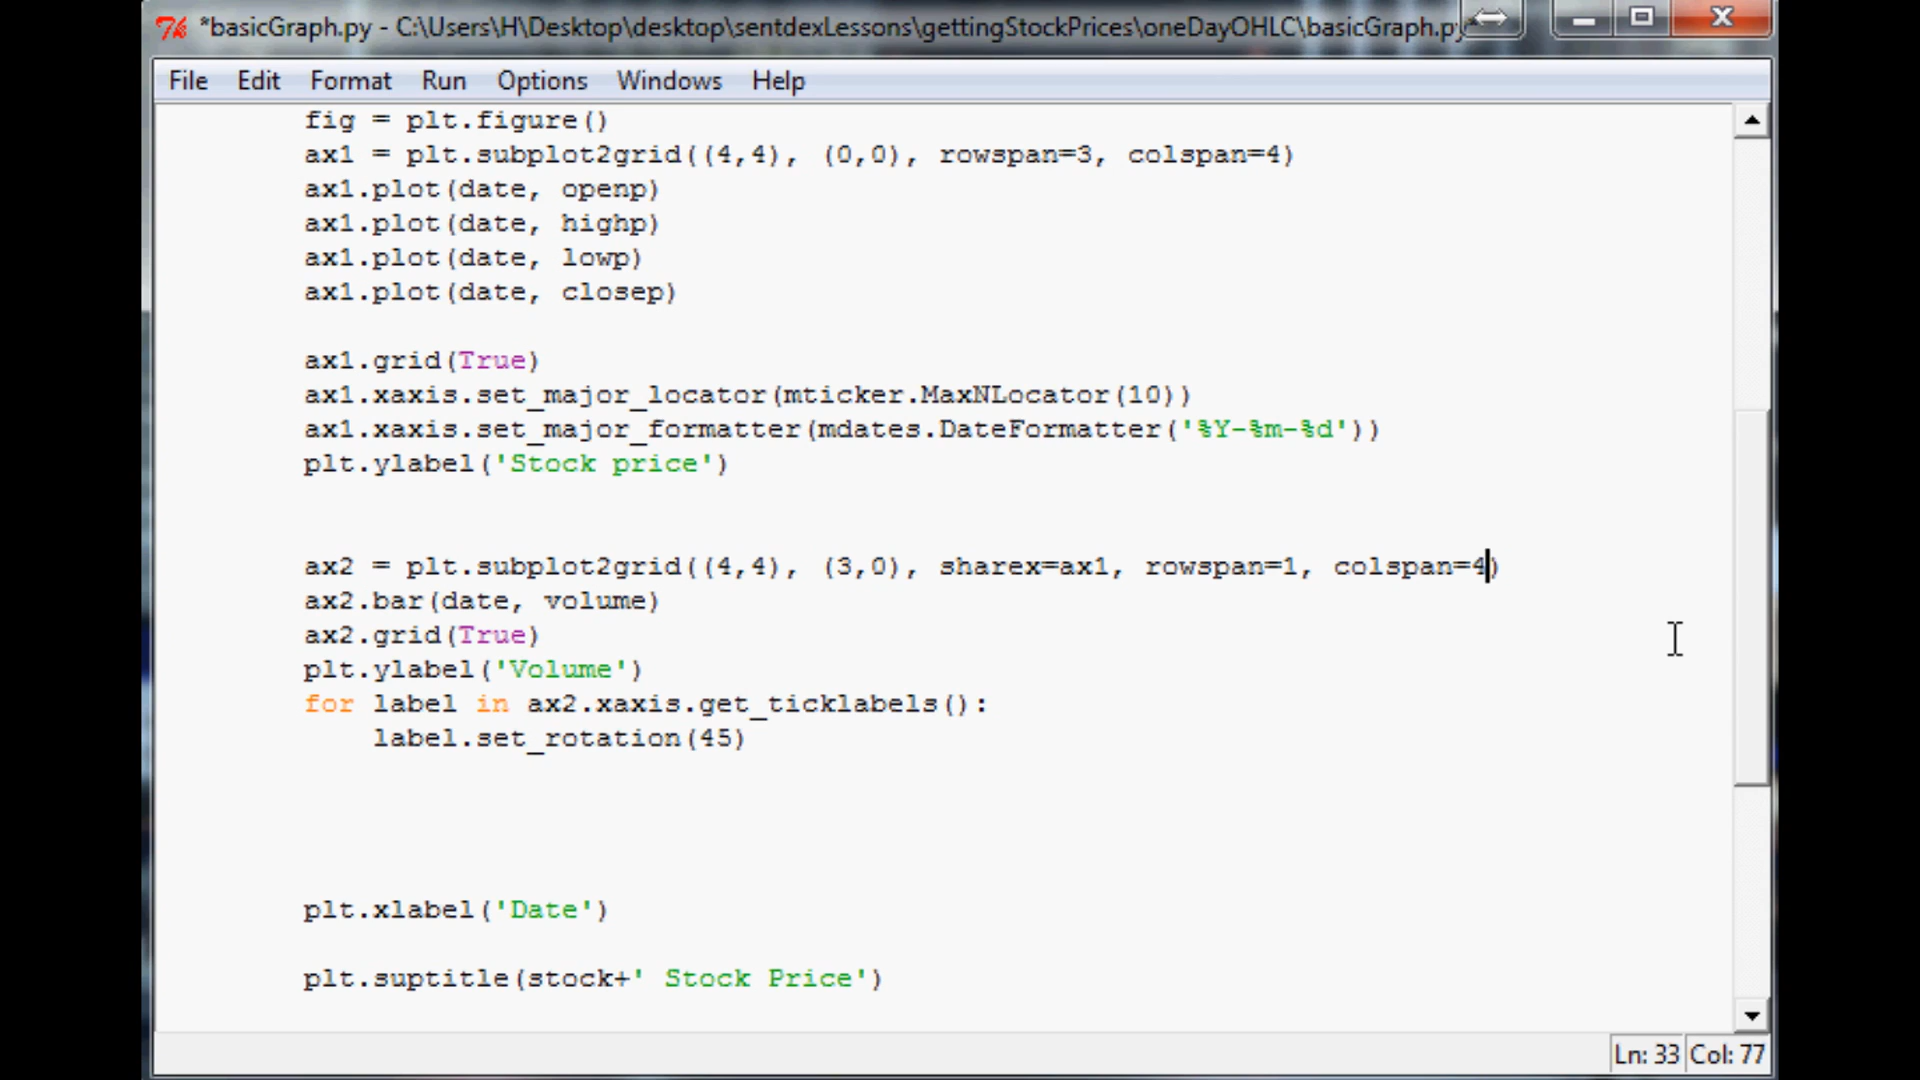 *basicGraph.py - C:\Users\H\Desktop\desktop\sentdexLessons\gettingStockPrices\oneDayOHLC\basicGraph.py*
File Edit Format Run Options Windows Help
fig = plt.figure()
ax1 = plt.subplot2grid((4,4), (0,0), rowspan=3, colspan=4)
ax1.plot(date, openp)
ax1.plot(date, highp)
ax1.plot(date, lowp)
ax1.plot(date, closep)
ax1.grid(True)
ax1.xaxis.set_major_locator(mticker.MaxNLocator(10))
ax1.xaxis.set_major_formatter(mdates.DateFormatter('%Y-%m-%d'))
plt.ylabel('Stock price')
ax2 = plt.subplot2grid((4,4), (3,0), sharex=ax1, rowspan=1, colspan=4)
ax2.bar(date, volume)
ax2.grid(True)
plt.ylabel('Volume')
for label in ax2.xaxis.get_ticklabels():
label.set_rotation(45)
plt.xlabel('Date')
plt.suptitle(stock+' Stock Price')
Ln: 33 Col: 77